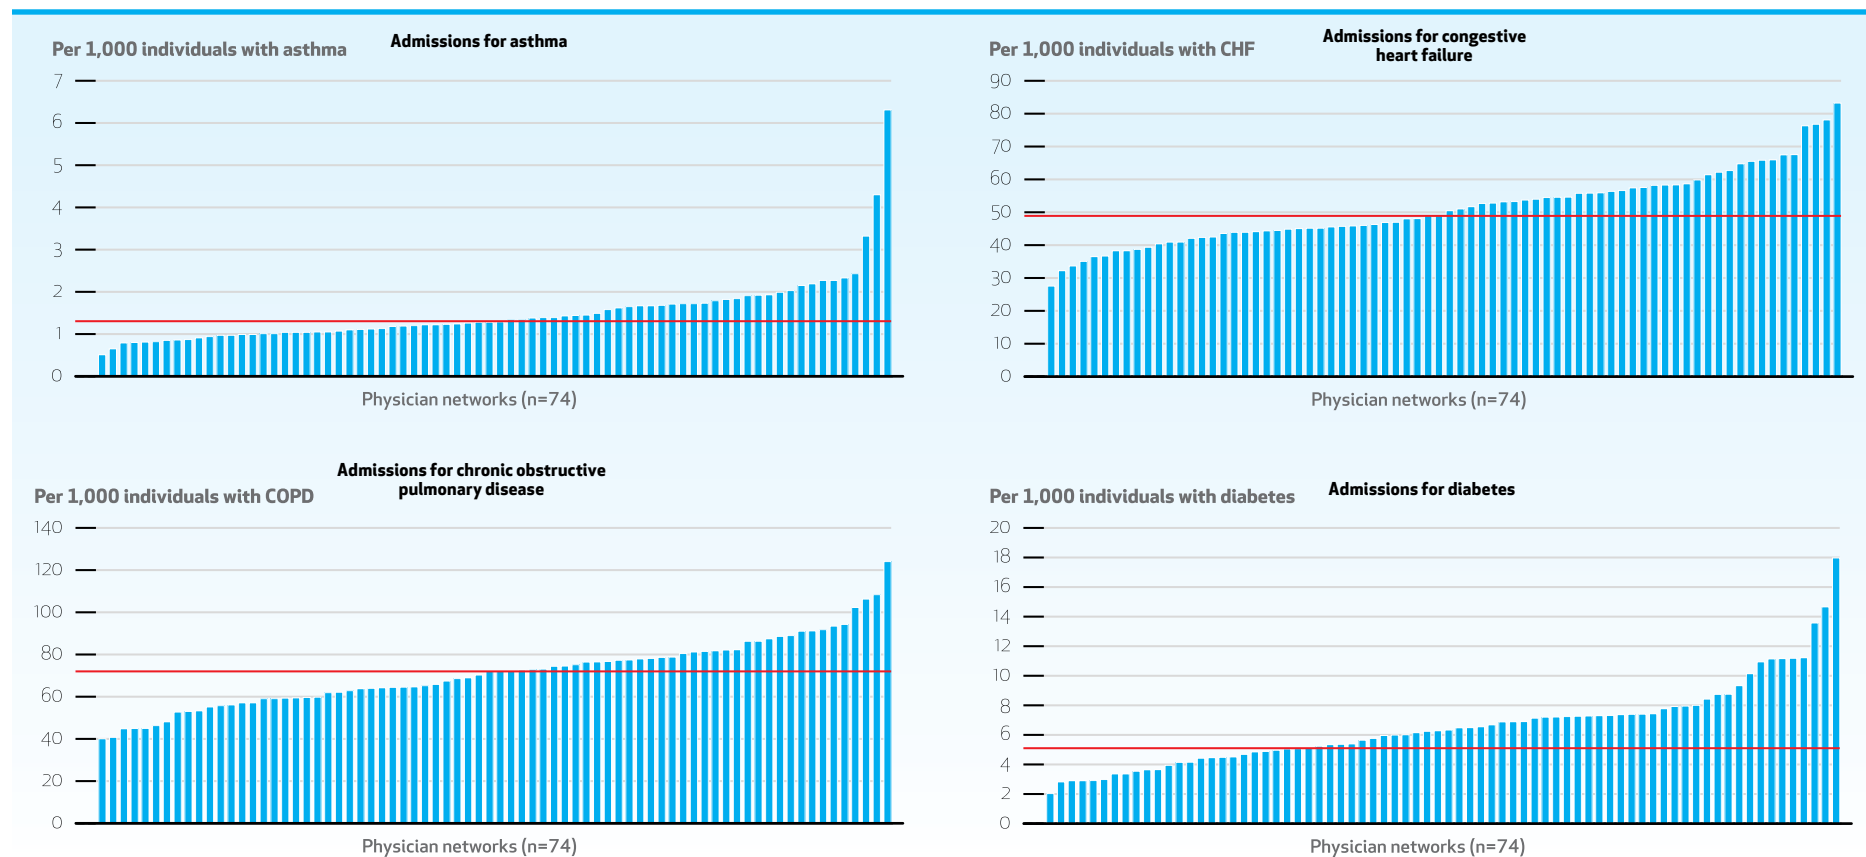 Per 1,000 individuals with asthma
Admissions for asthma
7
6
5
4
3
2
1
0
Physician networks (n=74)
Per 1,000 individuals with CHF
Admissions for congestive
heart failure
90
80
70
60
50
40
30
20
10
0
Physician networks (n=74)
Per 1,000 individuals with COPD
Admissions for chronic obstructive
pulmonary disease
140
120
100
80
60
40
20
0
Physician networks (n=74)
Per 1,000 individuals with diabetes
Admissions for diabetes
20
18
16
14
12
10
8
6
4
2
0
Physician networks (n=74)